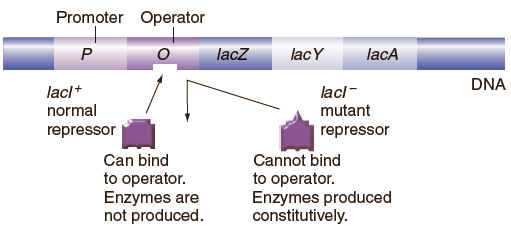 Promoter Operator
P O lacZ lacY lacA
DNA
lacI+
normal
repressor
Can bind
to operator.
Enzymes are
not produced.
lacI–
mutant
repressor
Cannot bind
to operator.
Enzymes produced
constitutively.